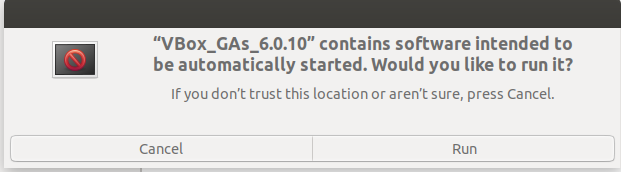 “VBox_GAs_6.0.10” contains software intended to
be automatically started. Would you like to run it?
If you don’t trust this location or aren’t sure, press Cancel.
Cancel
Run